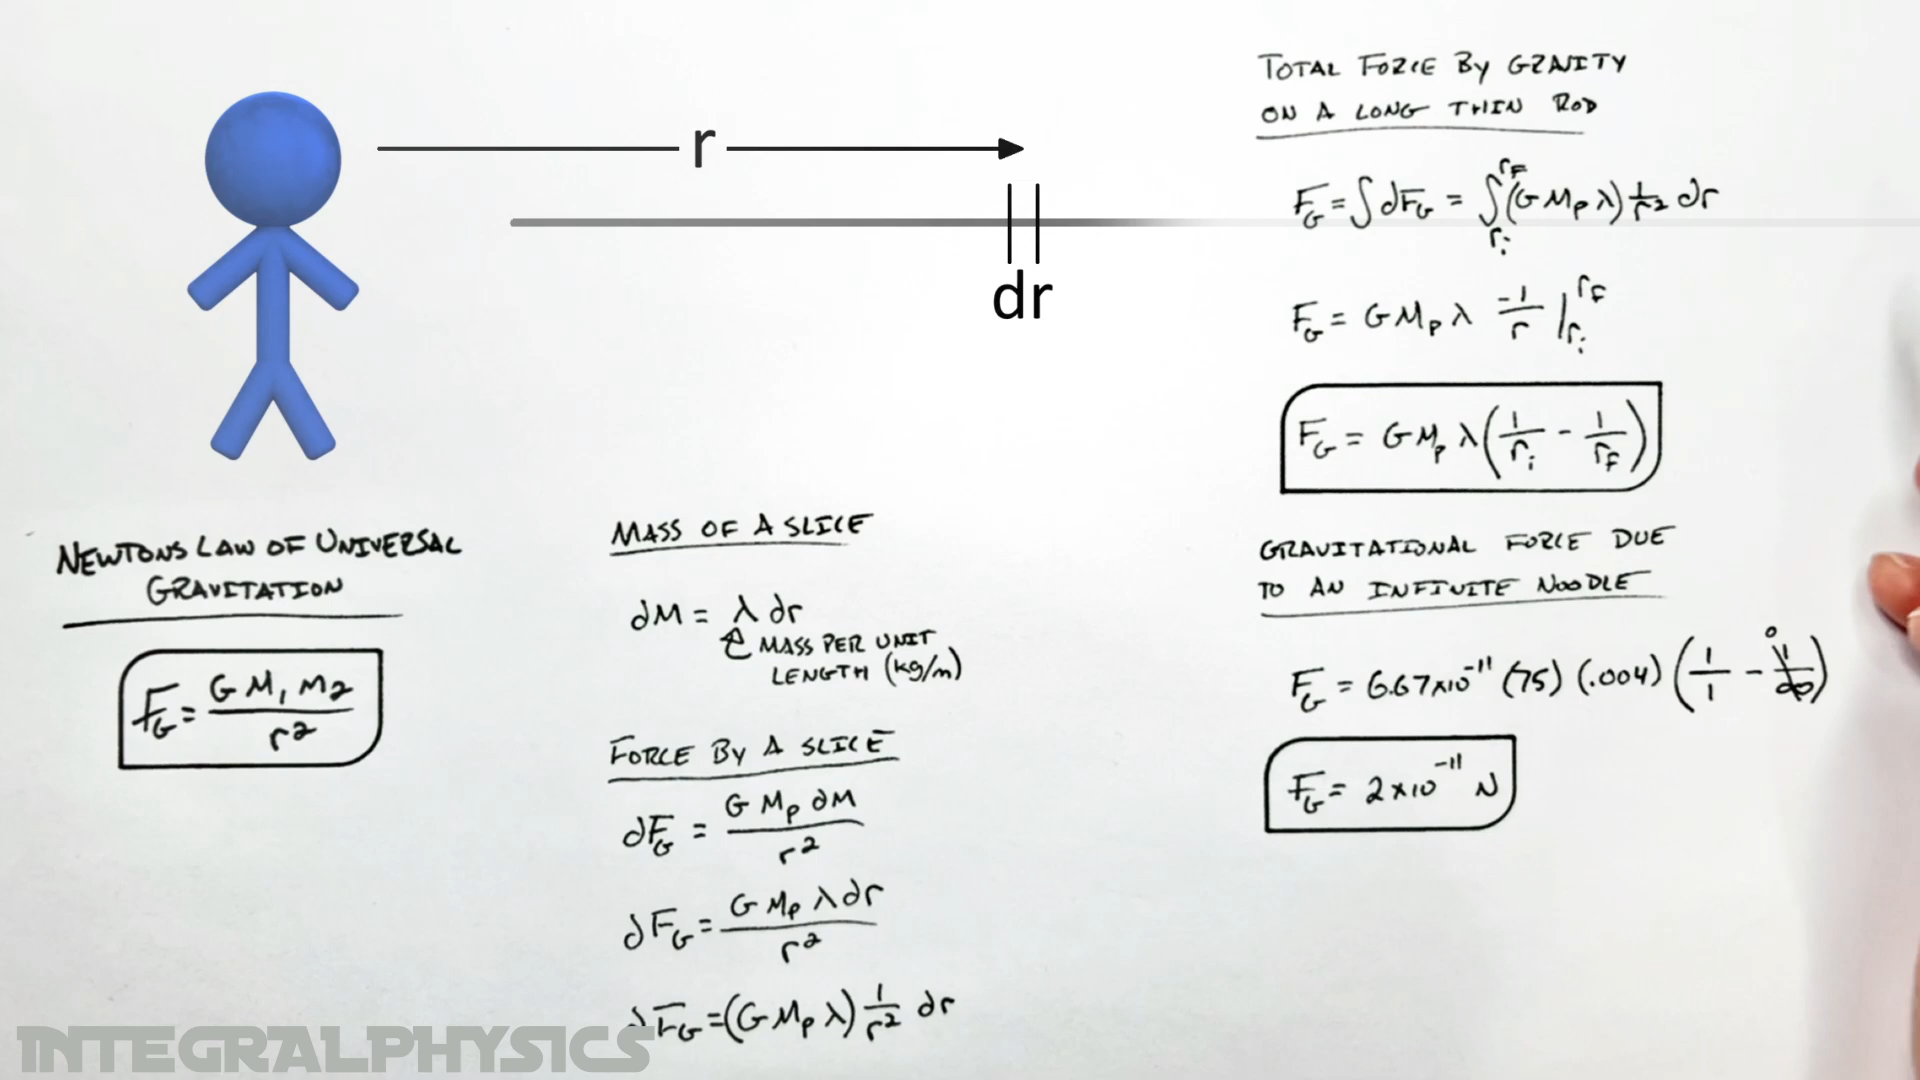 r
dr
NEWTONS LAW OF UNIVERSAL
GRAVITATION
F_G = G M₁ M₂ / r²
MASS OF A SLICE
dM = λ dr
MASS PER UNIT
LENGTH (kg/m)
FORCE BY A SLICE
dF_G = G M_P dM / r²
dF_G = G M_P λ dr / r²
dF_G = (G M_P λ) 1/r² dr
TOTAL FORCE BY GRAVITY
ON A LONG THIN ROD
F_G = ∫ dF_G = ∫_{r_i}^{r_F} (G M_P λ) 1/r² dr
F_G = G M_P λ -1/r |_{r_i}^{r_F}
F_G = G M_P λ (1/r_i - 1/r_F)
GRAVITATIONAL FORCE DUE
TO AN INFINITE NOODLE
F_G = 6.67x10⁻¹¹ (75) (.004) (1/1 - 1/∞) 0
F_G = 2x10⁻¹¹ N
INTEGRALPHYSICS